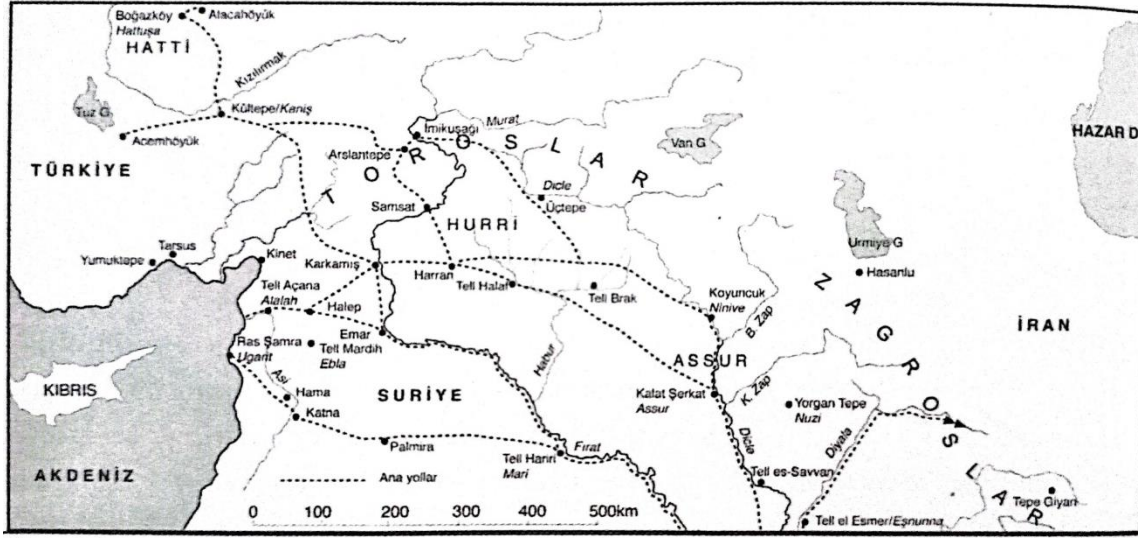 Boğazköy
Hattuşa
Alacahöyük
HATTİ
Kızılırmak
Tuz G
Kültepe/Kaniş
Acemhöyük
İmikuşağı
Murat
Van G
HAZAR D
TÜRKİYE
Arslantepe
TOROSLAR
Dicle
Üçtepe
Samsat
HURRİ
Urmiye G
Tarsus
Yumuktepe
Kinet
Karkamış
Harran
Tell Halaf
Tell Brak
Hasanlu
Tell Açana
Alalah
Halep
Koyuncuk
Ninive
B. Zap
ZAGROSLAR
İRAN
Emar
Ras Şamra
Ugarit
Tell Mardih
Ebla
Habur
ASSUR
KIBRIS
Asi
Hama
SURİYE
Kalat Şerkat
Assur
K. Zap
Yorgan Tepe
Nuzi
Katna
Diyala
Palmira
Fırat
Tell Hariri
Mari
Dicle
AKDENİZ
Ana yollar
Tell es-Savvan
Tepe Giyan
0 100 200 300 400 500km
Tell el Esmer/Eşnunna